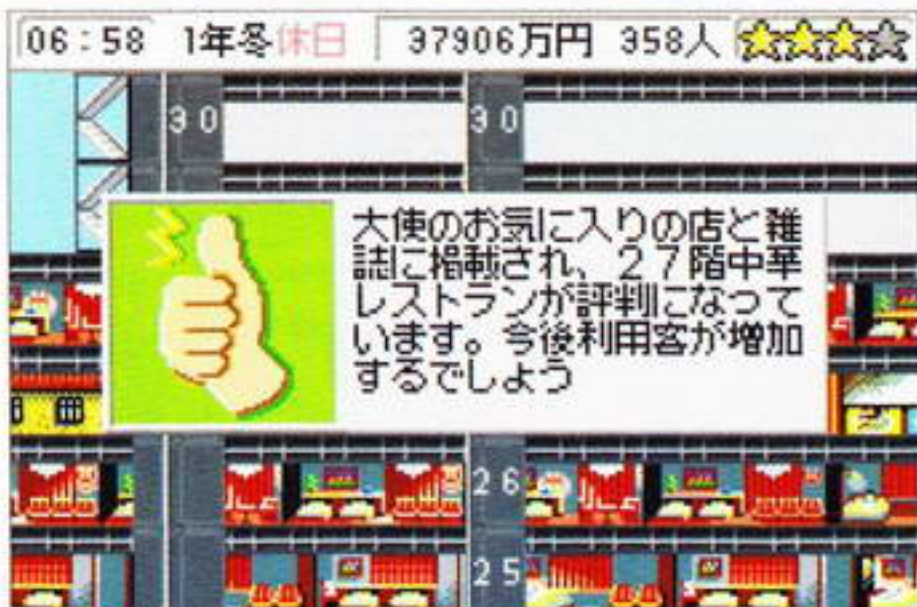 06:58 1年冬休日 37906万円 358人
30 30
大使のお気に入りの店と雑
誌に掲載され、27階中華
レストランが評判になって
います。今後利用客が増加
するでしょう
26
25